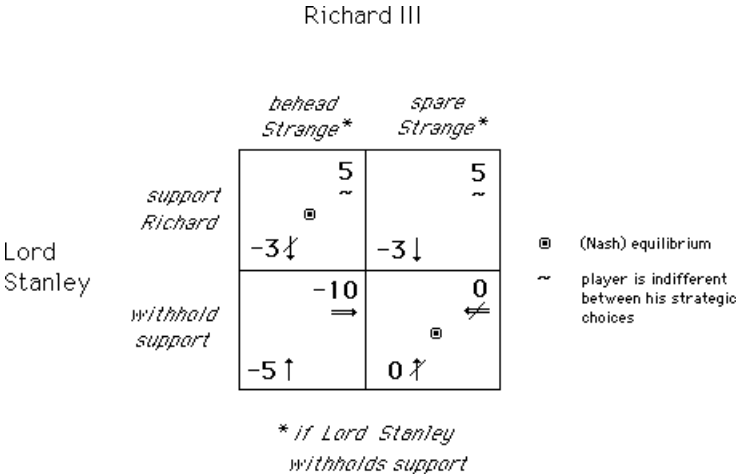 Richard III
behead
Strange*
spare
Strange*
5
~
5
~
support
Richard
-3
-3
Lord
Stanley
(Nash) equilibrium
~ player is indifferent
between his strategic
choices
-10
0
withhold
support
-5
0
* if Lord Stanley
withholds support